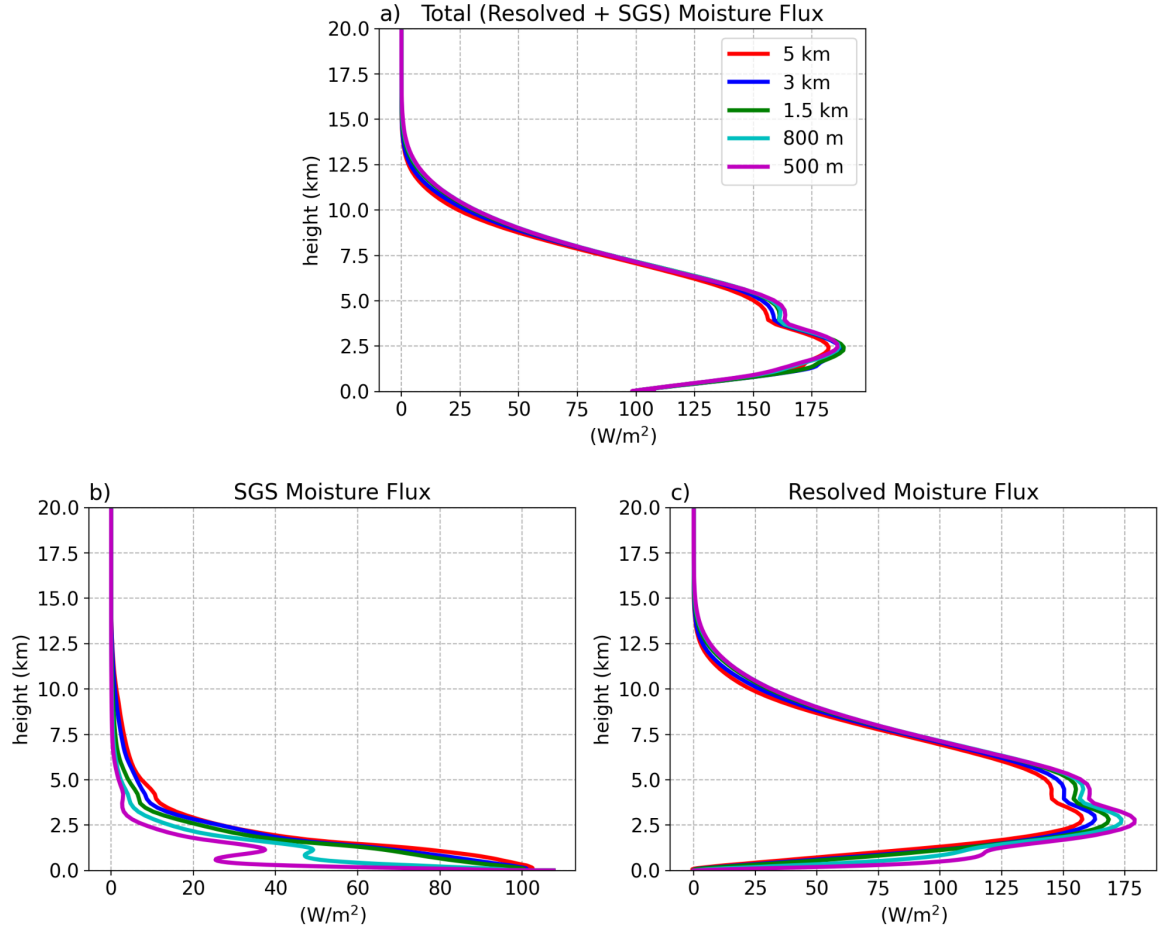 a) Total (Resolved + SGS) Moisture Flux
20.0
17.5
15.0
12.5
10.0
7.5
5.0
2.5
0.0
height (km)
5 km
3 km
1.5 km
800 m
500 m
0 25 50 75 100 125 150 175
(W/m²)
b) SGS Moisture Flux
20.0
17.5
15.0
12.5
10.0
7.5
5.0
2.5
0.0
height (km)
0 20 40 60 80 100
(W/m²)
c) Resolved Moisture Flux
20.0
17.5
15.0
12.5
10.0
7.5
5.0
2.5
0.0
height (km)
0 25 50 75 100 125 150 175
(W/m²)